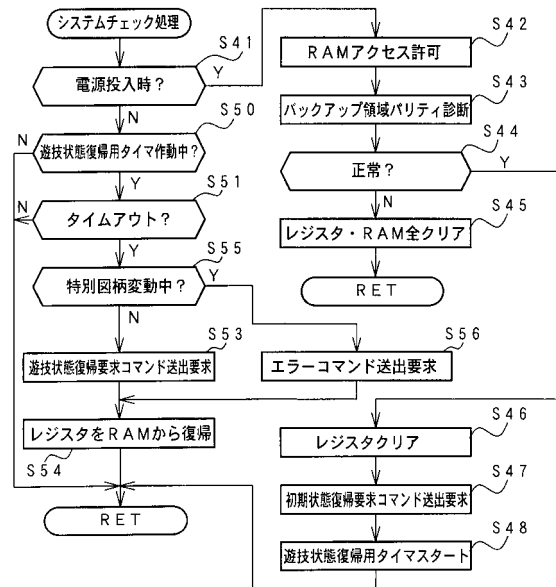 システムチェック処理
S41
電源投入時？
Y
N
S50
遊技状態復帰用タイマ作動中？
N
Y
S51
タイムアウト？
N
Y
S55
特別図柄変動中？
Y
N
S53
遊技状態復帰要求コマンド送出要求
S56
エラーコマンド送出要求
レジスタをRAMから復帰
S54
RET
S42
RAMアクセス許可
S43
バックアップ領域パリティ診断
S44
正常？
Y
N
S45
レジスタ・RAM全クリア
RET
S46
レジスタクリア
S47
初期状態復帰要求コマンド送出要求
S48
遊技状態復帰用タイマスタート